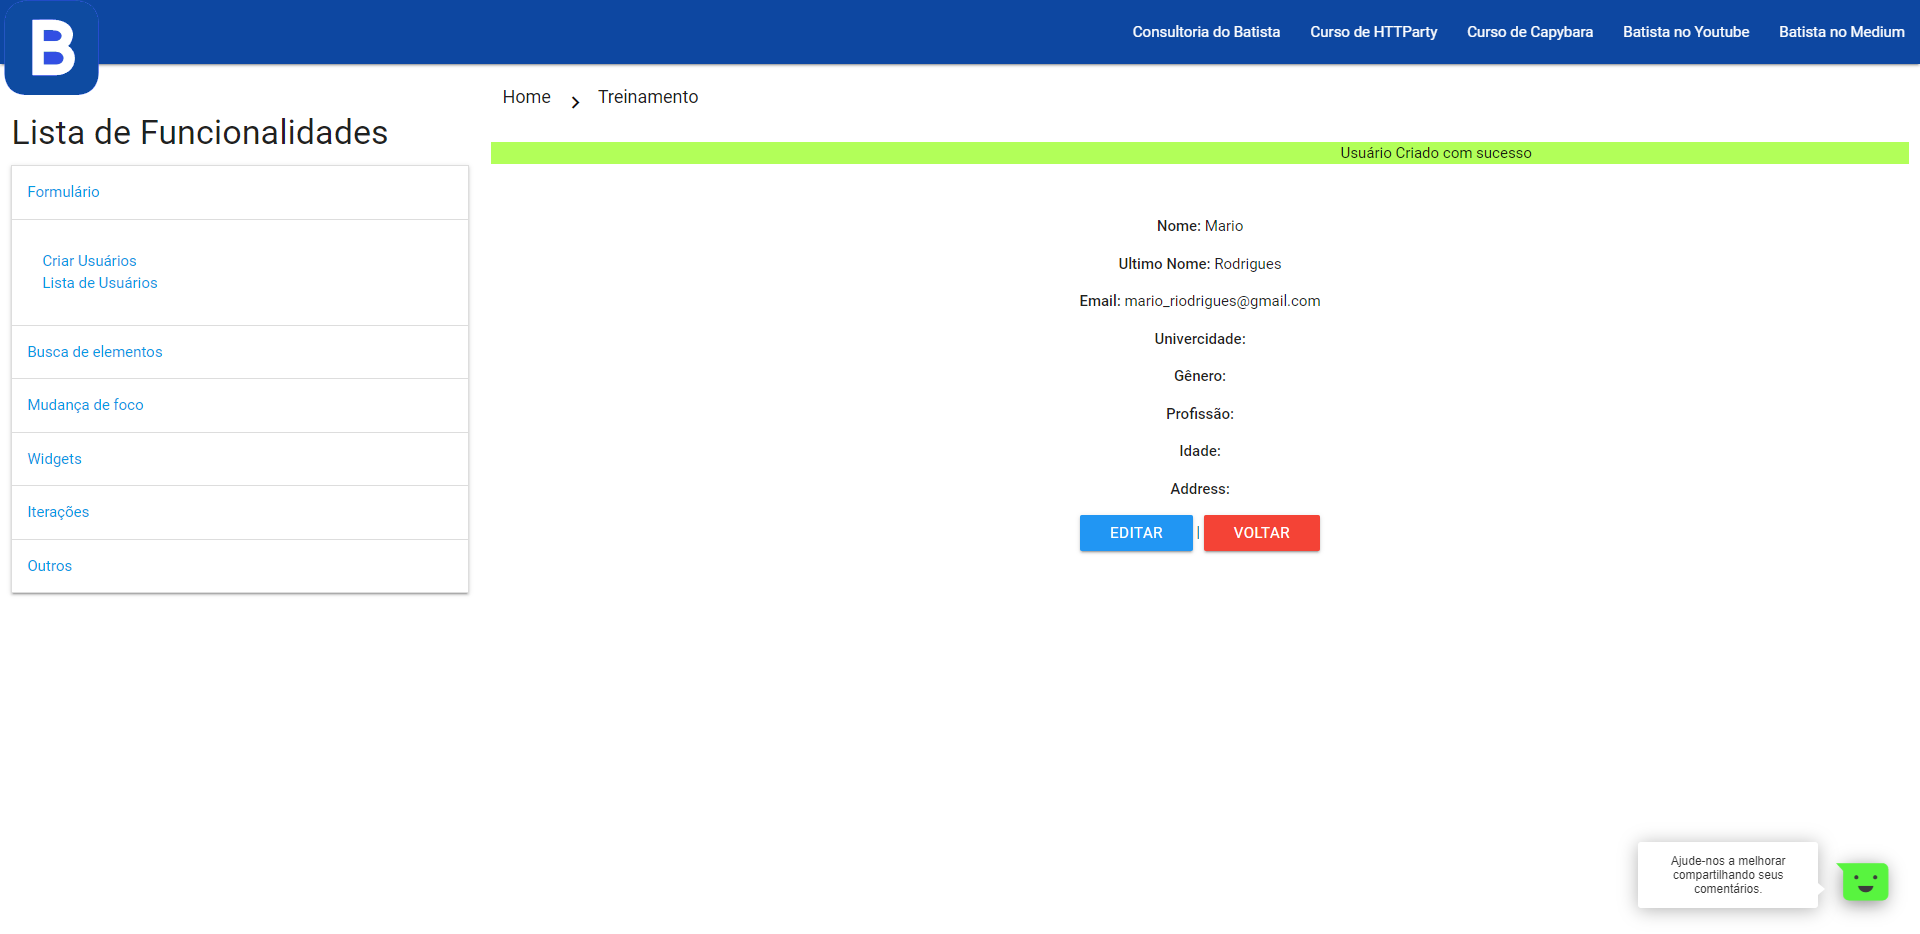 B
Consultoria do Batista
Curso de HTTParty
Curso de Capybara
Batista no Youtube
Batista no Medium
Home
Treinamento
Lista de Funcionalidades
Formulário
Criar Usuários
Lista de Usuários
Busca de elementos
Mudança de foco
Widgets
Iterações
Outros
Usuário Criado com sucesso
Nome: Mario
Ultimo Nome: Rodrigues
Email: mario_riodrigues@gmail.com
Univercidade:
Gênero:
Profissão:
Idade:
Address:
EDITAR | VOLTAR
Ajude-nos a melhorar
compartilhando seus
comentários.